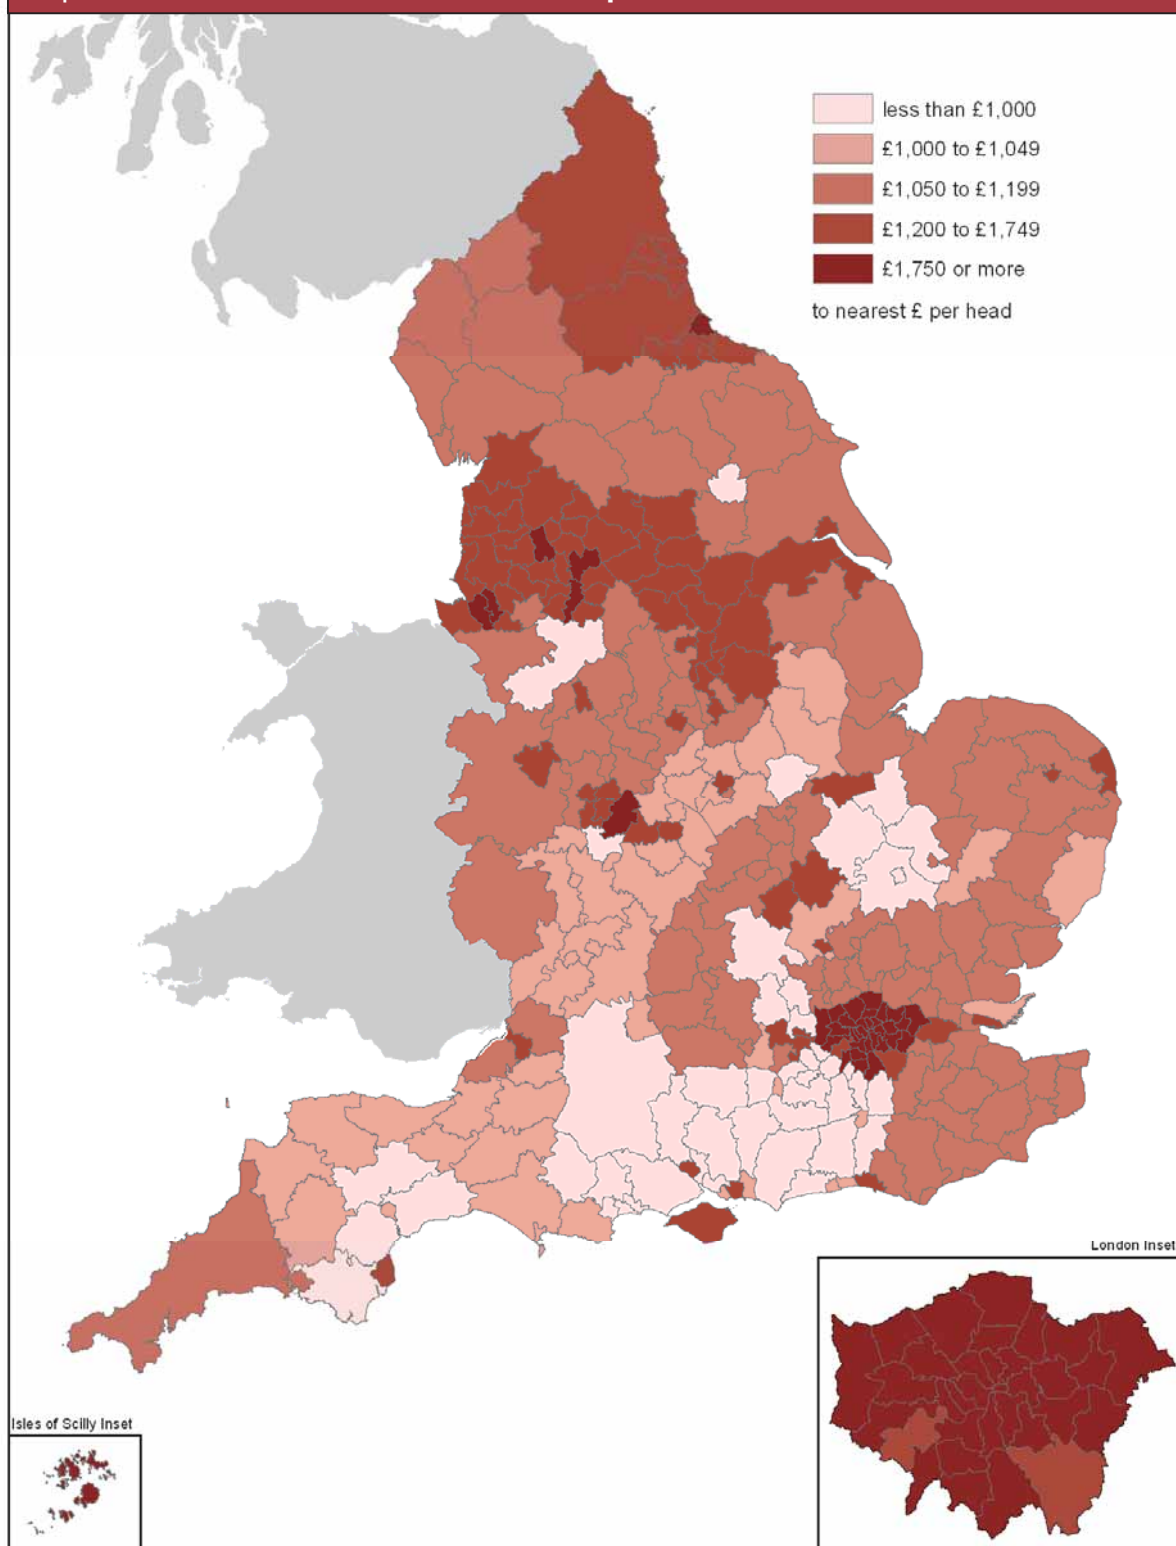 less than £1,000
£1,000 to £1,049
£1,050 to £1,199
£1,200 to £1,749
£1,750 or more
to nearest £ per head
London Inset
Isles of Scilly Inset